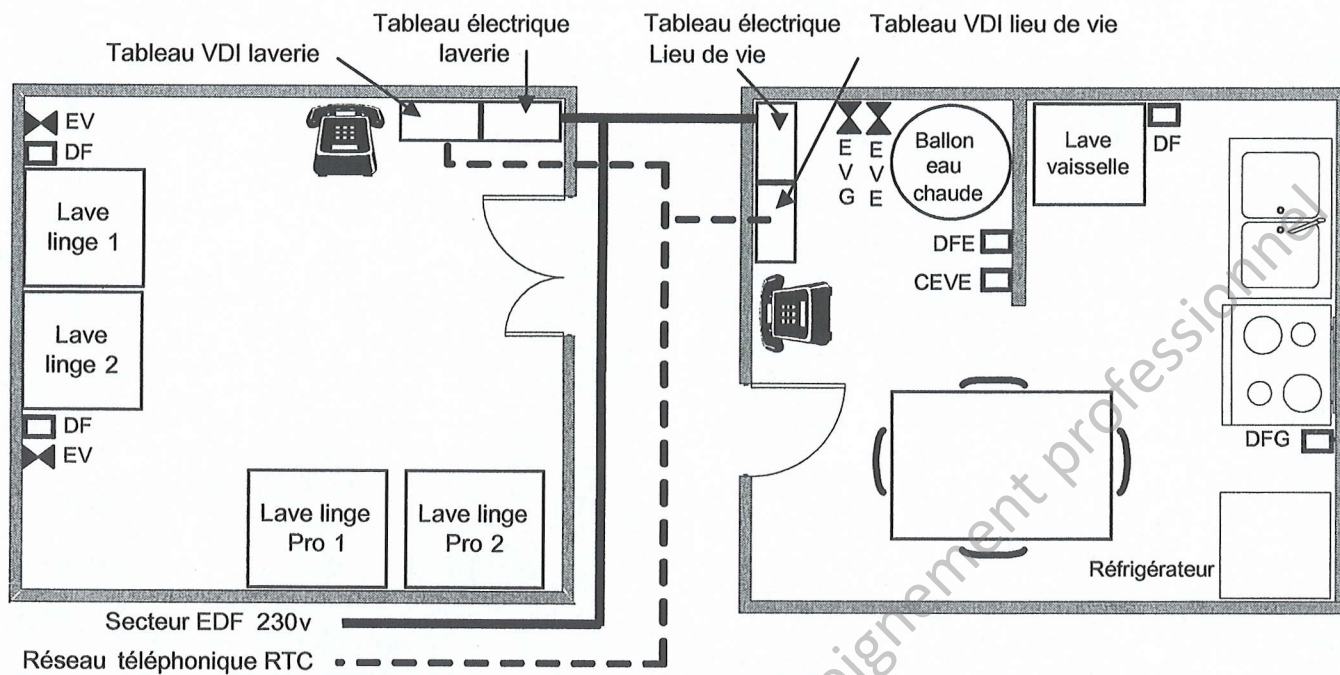 Tableau VDI laverie
Tableau électrique
laverie
Tableau électrique
Lieu de vie
Tableau VDI lieu de vie
EV
DF
Lave
linge 1
Lave
linge 2
DF
EV
Lave linge
Pro 1
Lave linge
Pro 2
E
V
G
E
V
E
Ballon
eau
chaude
DFE
CEVE
Lave
vaisselle
DF
DFG
Réfrigérateur
Secteur EDF 230v
Réseau téléphonique RTC
eignement professionnel